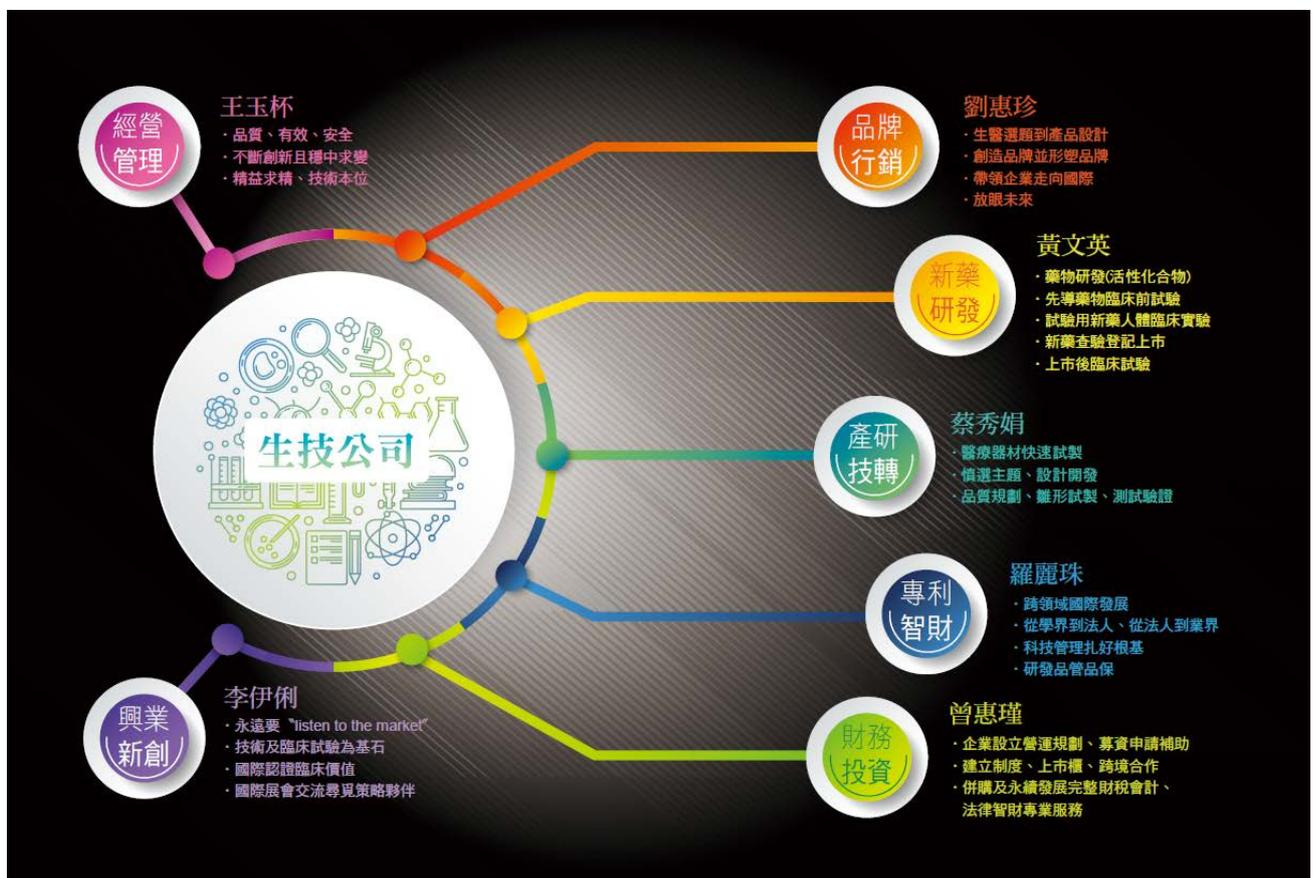 經營
管理
王玉杯
・品質、有效、安全
・不斷創新且穩中求變
・精益求精、技術本位
品牌
行銷
劉惠珍
・生醫選題到產品設計
・創造品牌並形塑品牌
・帶領企業走向國際
・放眼未來
新藥
研發
黃文英
・藥物研發(活性化合物)
・先導藥物臨床前試驗
・試驗用新藥人體臨床實驗
・新藥查驗登記上市
・上市後臨床試驗
生技公司
產研
技轉
蔡秀娟
・醫療器材快速試製
・慎選主題、設計開發
・品質規劃、雛形試製、測試驗證
專利
智財
羅麗珠
・跨領域國際發展
・從學界到法人、從法人到業界
・科技管理扎好根基
・研發品管品保
興業
新創
李伊俐
・永遠要〝listen to the market〞
・技術及臨床試驗為基石
・國際認證臨床價值
・國際展會交流尋覓策略夥伴
財務
投資
曾惠瑾
・企業設立營運規劃、募資申請補助
・建立制度、上市櫃、跨境合作
・併購及永續發展完整財稅會計、
法律智財專業服務